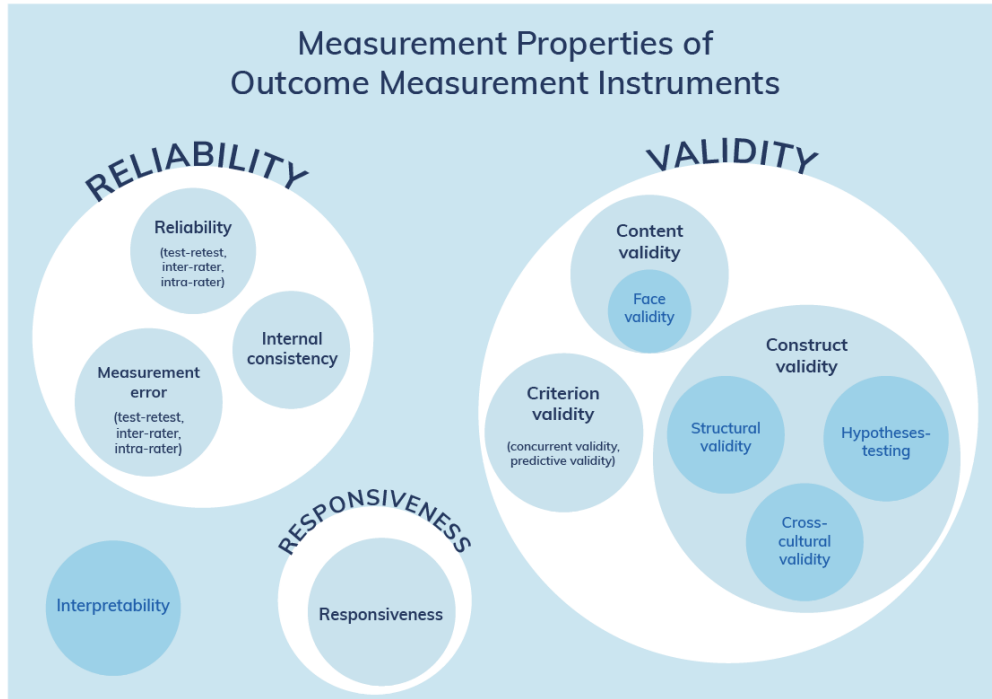 Measurement Properties of
Outcome Measurement Instruments
RELIABILITY
Reliability
(test-retest,
inter-rater,
intra-rater)
Internal
consistency
Measurement
error
(test-retest,
inter-rater,
intra-rater)
VALIDITY
Content
validity
Face
validity
Criterion
validity
(concurrent validity,
predictive validity)
Construct
validity
Structural
validity
Hypotheses-
testing
Cross-
cultural
validity
RESPONSIVENESS
Responsiveness
Interpretability